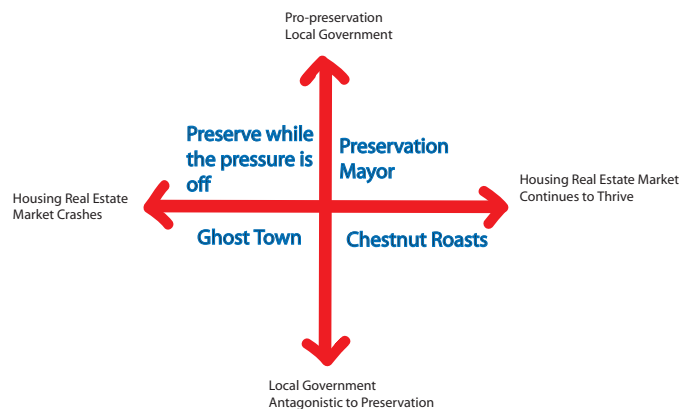 Pro-preservation
Local Government
Preserve while
the pressure is
off
Preservation
Mayor
Housing Real Estate
Market Crashes
Housing Real Estate Market
Continues to Thrive
Ghost Town
Chestnut Roasts
Local Government
Antagonistic to Preservation